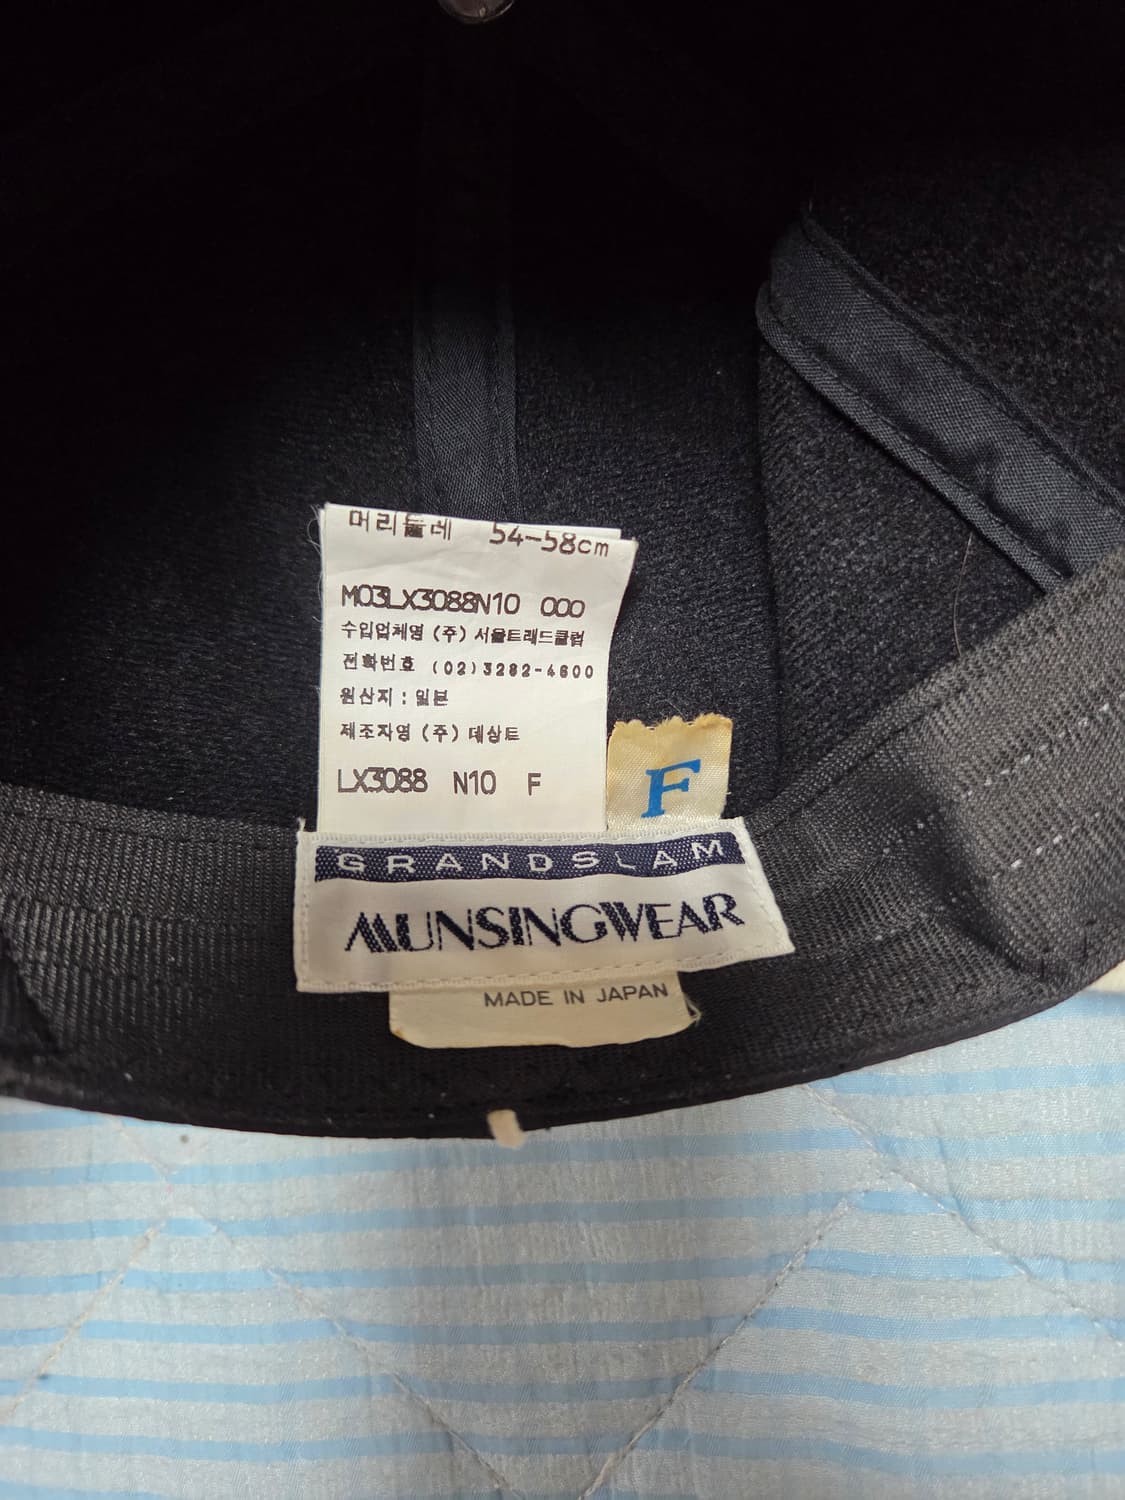 머리둘레 54-58cm
M03LX3088N10 000
수입업체명 (주) 서울트래드클럽
전화번호 (02)3282-4600
원산지 : 일본
제조자명 (주) 데상트
LX3088 N10 F
F
GRANDSLAM
MUNSINGWEAR
MADE IN JAPAN